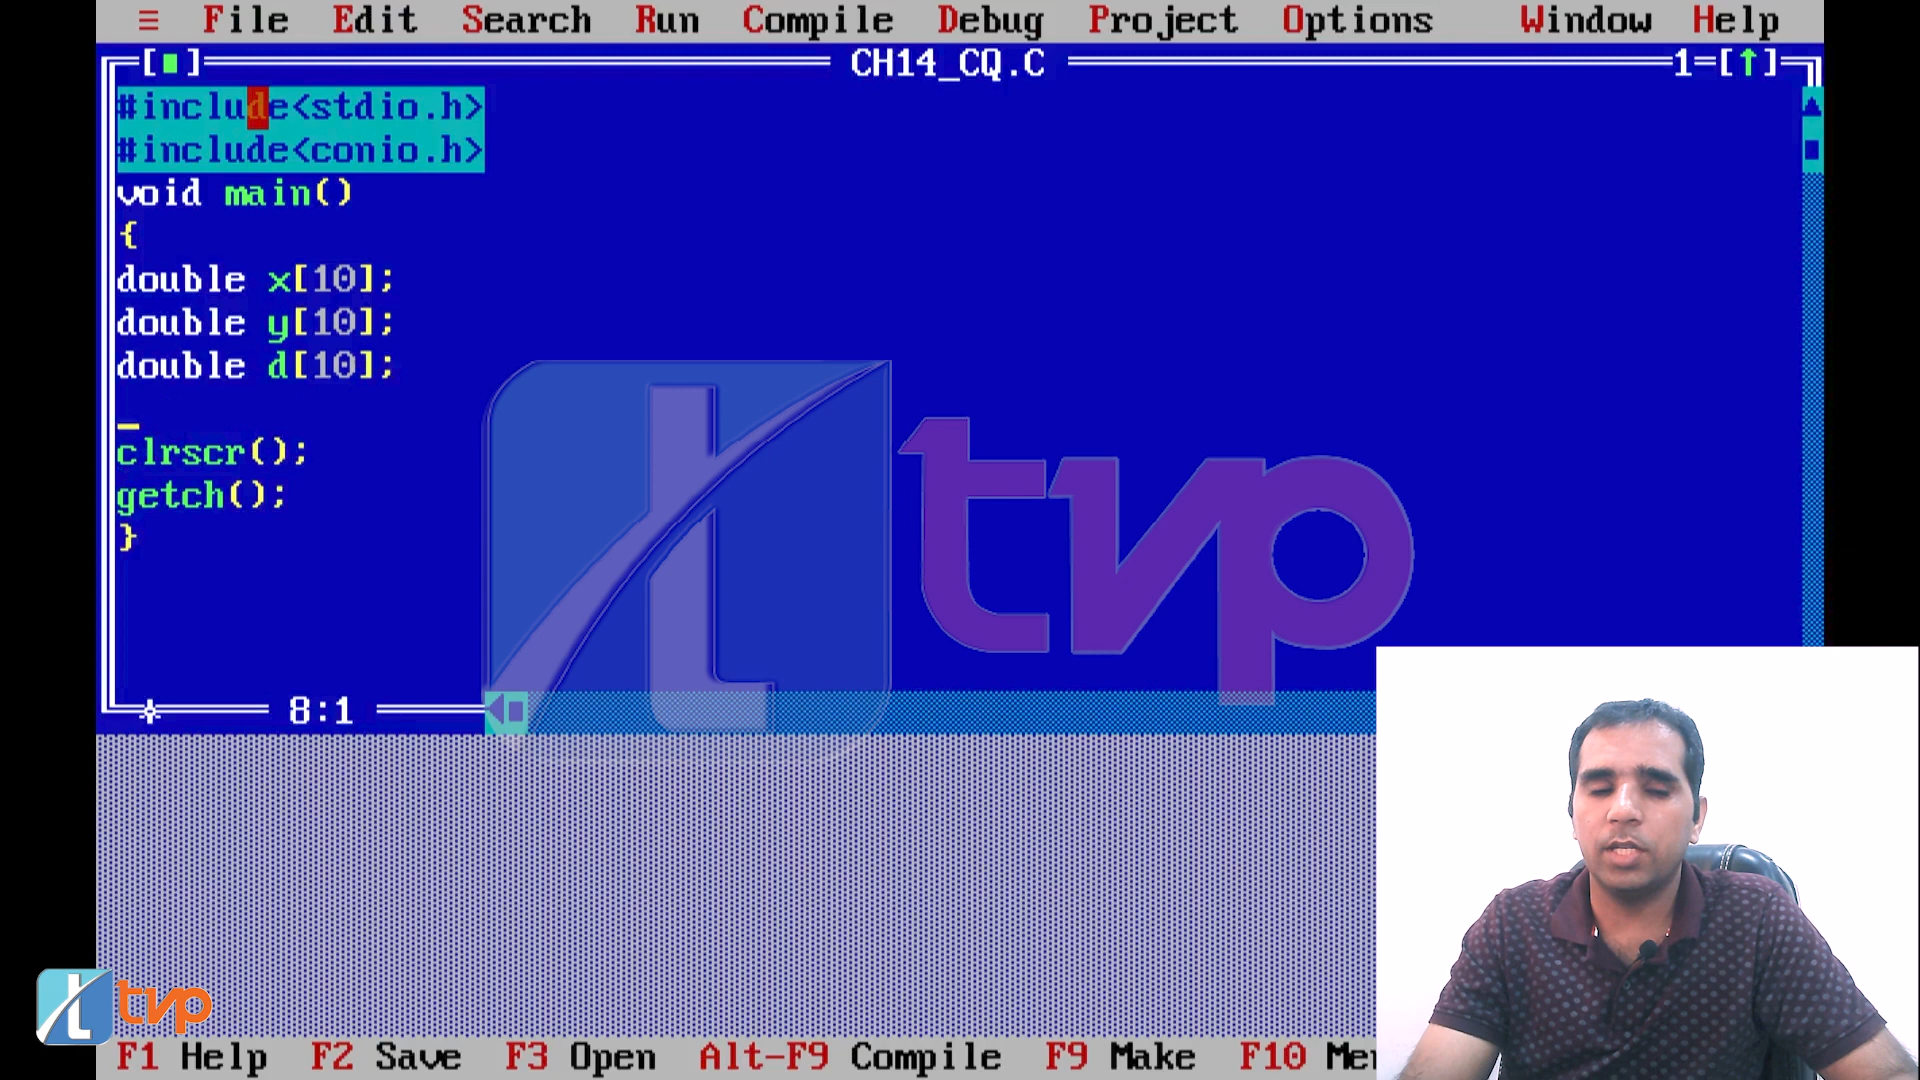 ≡ File Edit Search Run Compile Debug Project Options Window Help
[■] CH14_CQ.C 1=[↑]
#include<stdio.h>
#include<conio.h>
void main()
{
double x[10];
double y[10];
double d[10];
clrscr();
getch();
}
8:1
tvp
tvp
F1 Help F2 Save F3 Open Alt-F9 Compile F9 Make F10